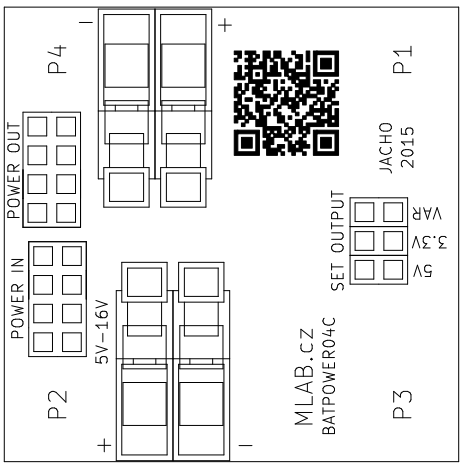 P4
−
+
P1
POWER OUT
JACHO
2015
SET OUTPUT
VAR
3.3V
5V
POWER IN
5V−16V
MLAB.cz
BATPOWER04C
P2
+
−
P3